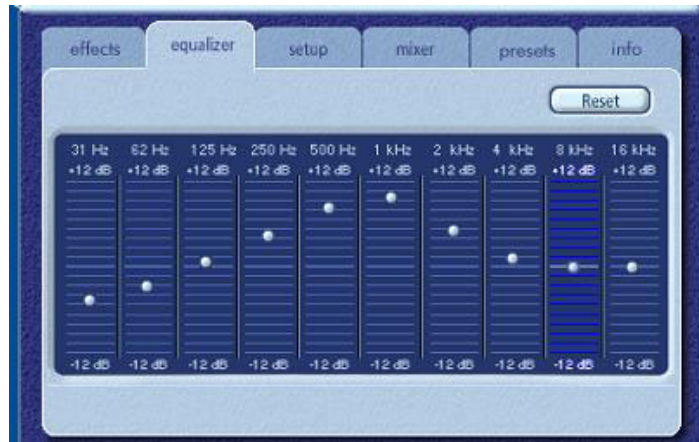 effects equalizer setup mixer presets info
Reset
31 Hz 62 Hz 125 Hz 250 Hz 500 Hz 1 kHz 2 kHz 4 kHz 8 kHz 16 kHz
+12 dB +12 dB +12 dB +12 dB +12 dB +12 dB +12 dB +12 dB +12 dB +12 dB
-12 dB -12 dB -12 dB -12 dB -12 dB -12 dB -12 dB -12 dB -12 dB -12 dB